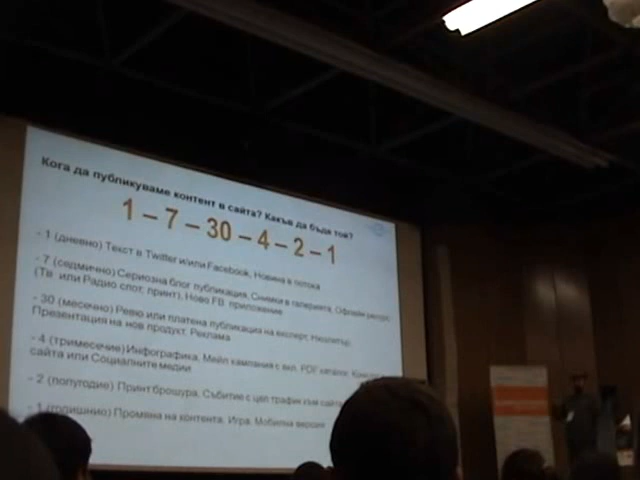 Кога да публикуваме контент в сайта? Какъв да бъде той?
1 – 7 – 30 – 4 – 2 – 1
- 1 (дневно) Текст в Twitter и/или Facebook, Новина в потока
- 7 (седмично) Сериозна блог публикация, Снимки в галерията, Офлайн
(Тв или Радио спот, принт), Ново FB приложение
- 30 (месечно) Ревю или платена публикация на експерт, Нюзлетър,
Презентация на нов продукт, Реклама
- 4 (тримесечие) Инфографика, Мейл кампания с вкл. PDF каталог,
сайта или Социалните медии
- 2 (полугодие) Принт брошура, Събитие с цел трафик към
- 1 (годишно) Промяна на контента, Игра, Мобилна версия